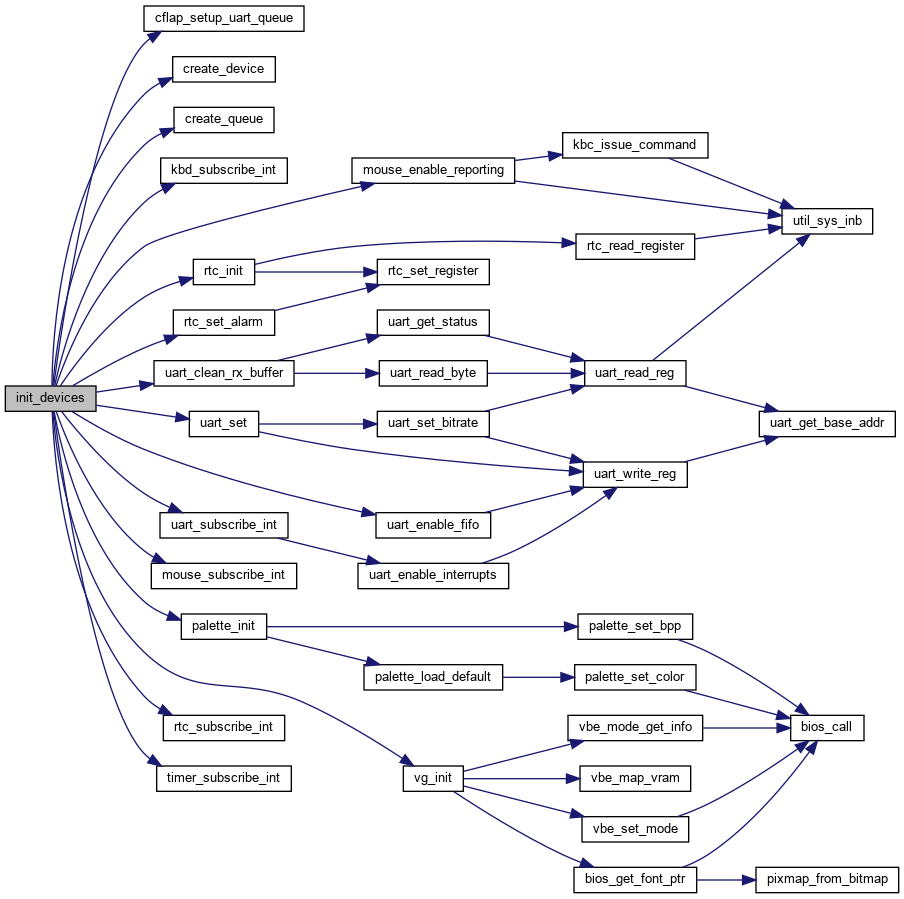 cflap_setup_uart_queue
create_device
create_queue
kbc_issue_command
kbd_subscribe_int
mouse_enable_reporting
util_sys_inb
rtc_read_register
rtc_init
rtc_set_register
rtc_set_alarm
uart_get_status
uart_clean_rx_buffer
uart_read_byte
uart_read_reg
init_devices
uart_set
uart_set_bitrate
uart_get_base_addr
uart_write_reg
uart_subscribe_int
uart_enable_fifo
mouse_subscribe_int
uart_enable_interrupts
palette_init
palette_set_bpp
palette_load_default
palette_set_color
rtc_subscribe_int
vbe_mode_get_info
bios_call
timer_subscribe_int
vg_init
vbe_map_vram
vbe_set_mode
bios_get_font_ptr
pixmap_from_bitmap